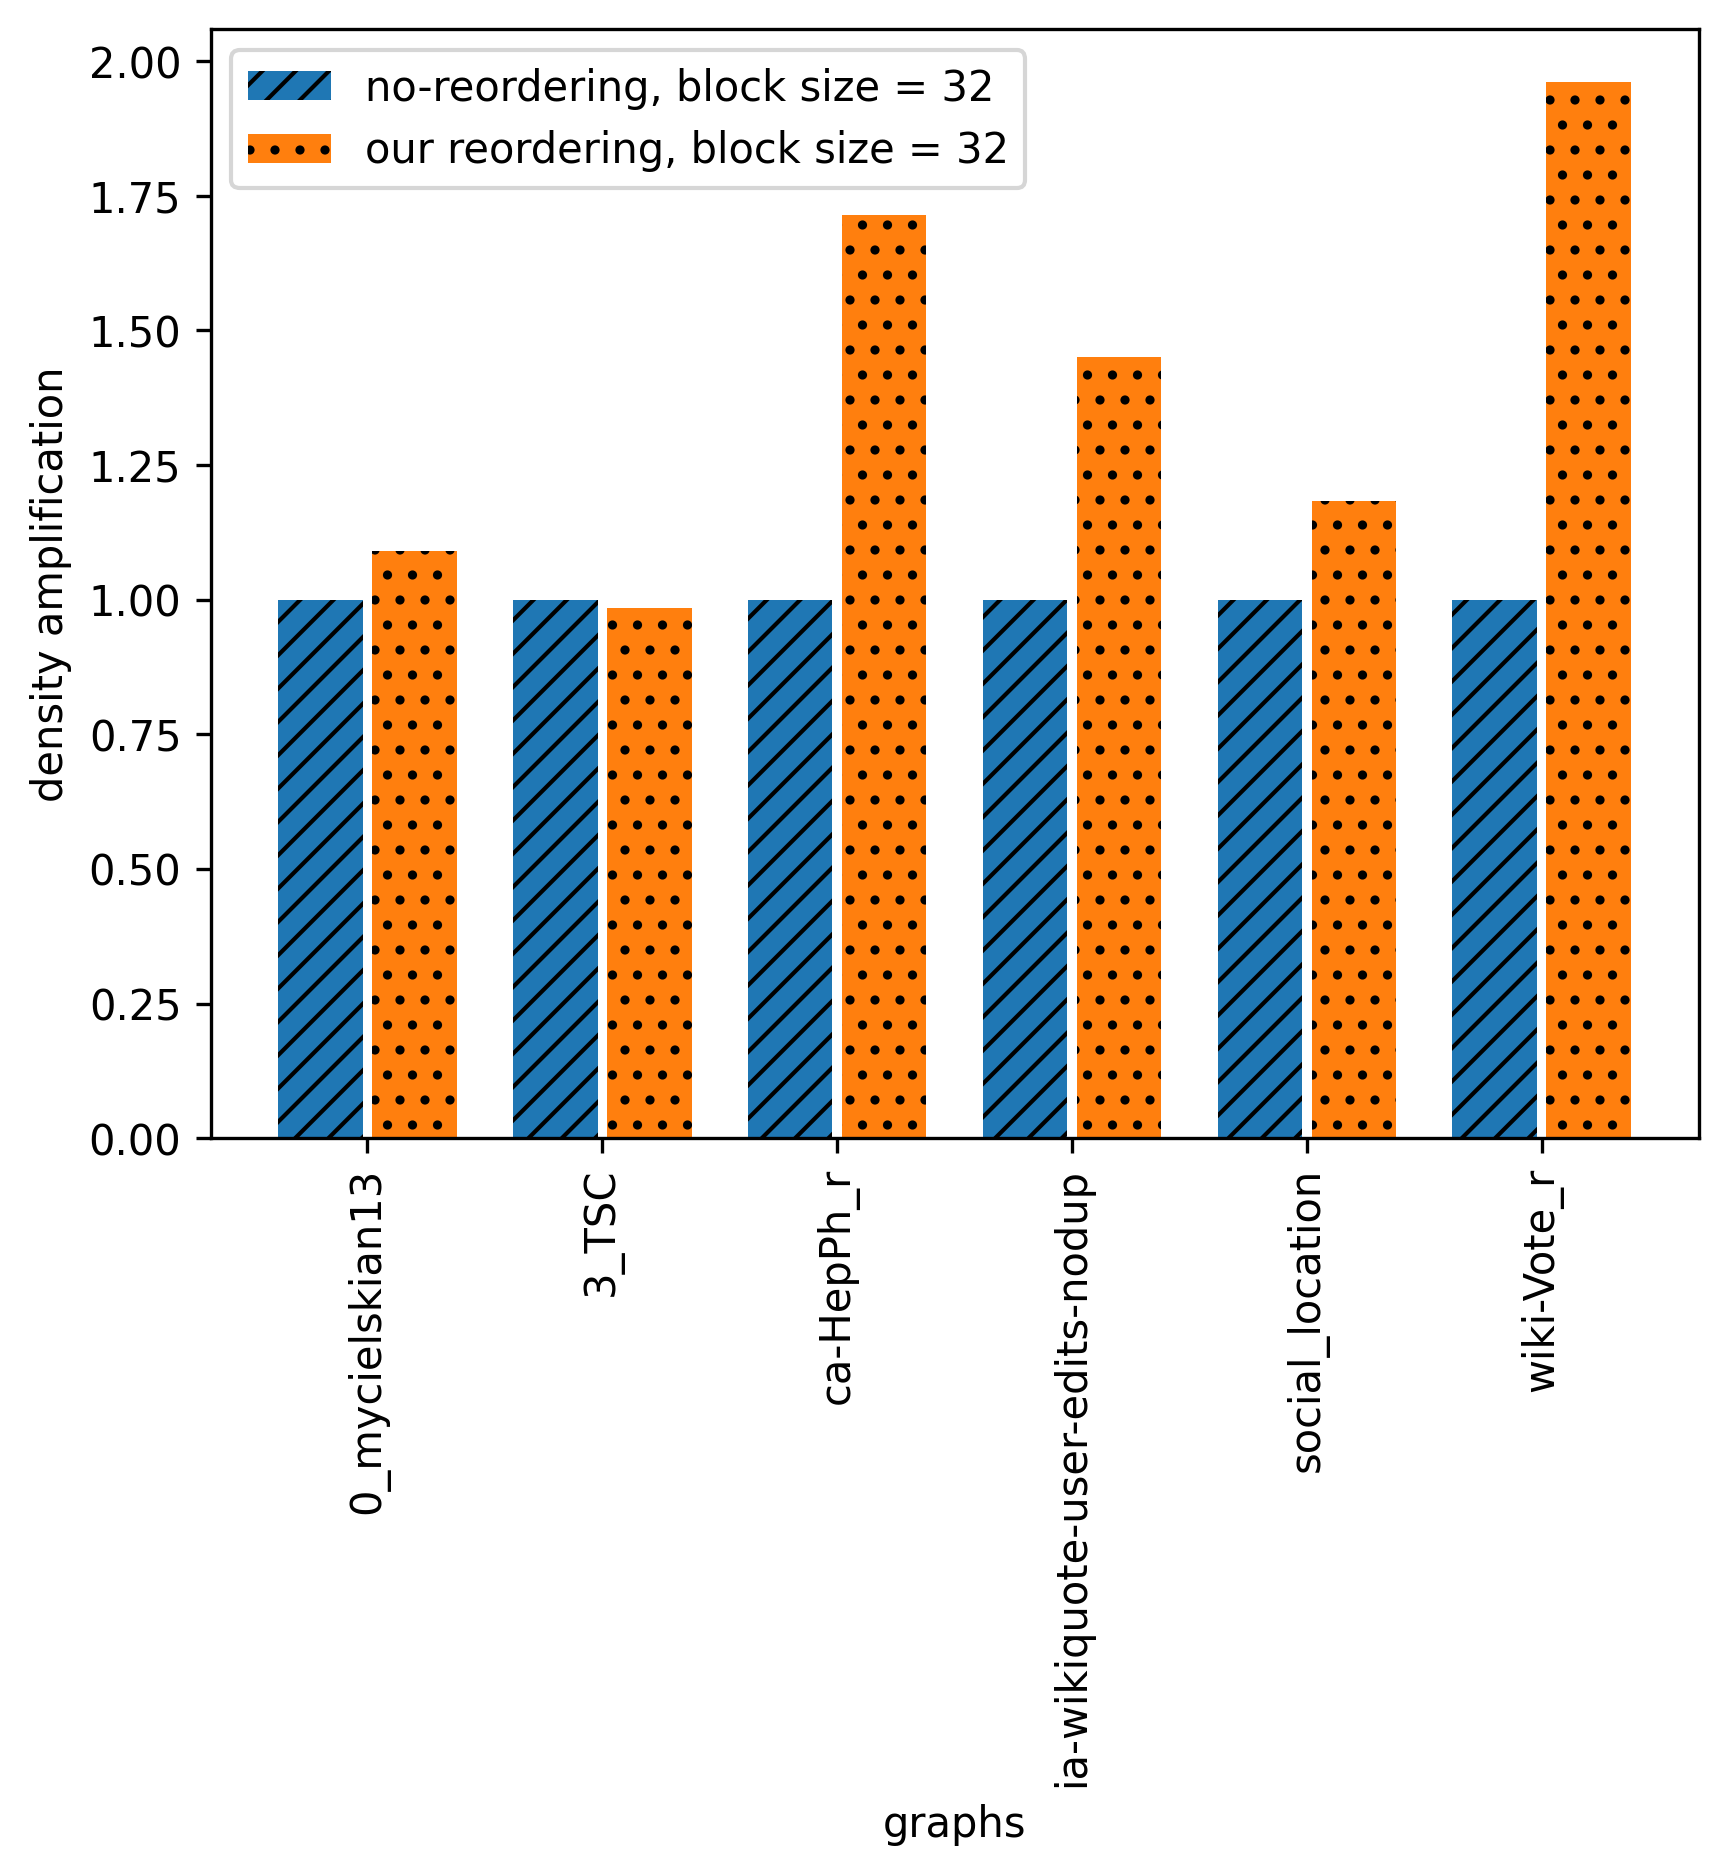 no-reordering, block size = 32
our reordering, block size = 32
2.00
1.75
1.50
1.25
1.00
0.75
0.50
0.25
0.00
density amplification
0_mycielskian13
3_TSC
ca-HepPh_r
ia-wikiquote-user-edits-nodup
social_location
wiki-Vote_r
graphs